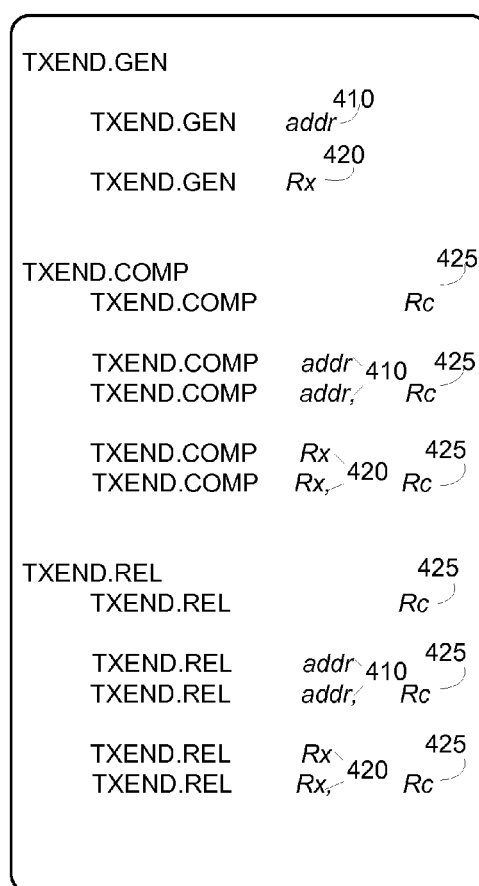 TXEND.GEN
410
TXEND.GEN addr
420
TXEND.GEN Rx
425
TXEND.COMP
TXEND.COMP Rc
TXEND.COMP addr 410 425
TXEND.COMP addr, Rc
TXEND.COMP Rx 420 425
TXEND.COMP Rx, Rc
TXEND.REL 425
TXEND.REL Rc
TXEND.REL addr 410 425
TXEND.REL addr, Rc
TXEND.REL Rx 420 425
TXEND.REL Rx, Rc